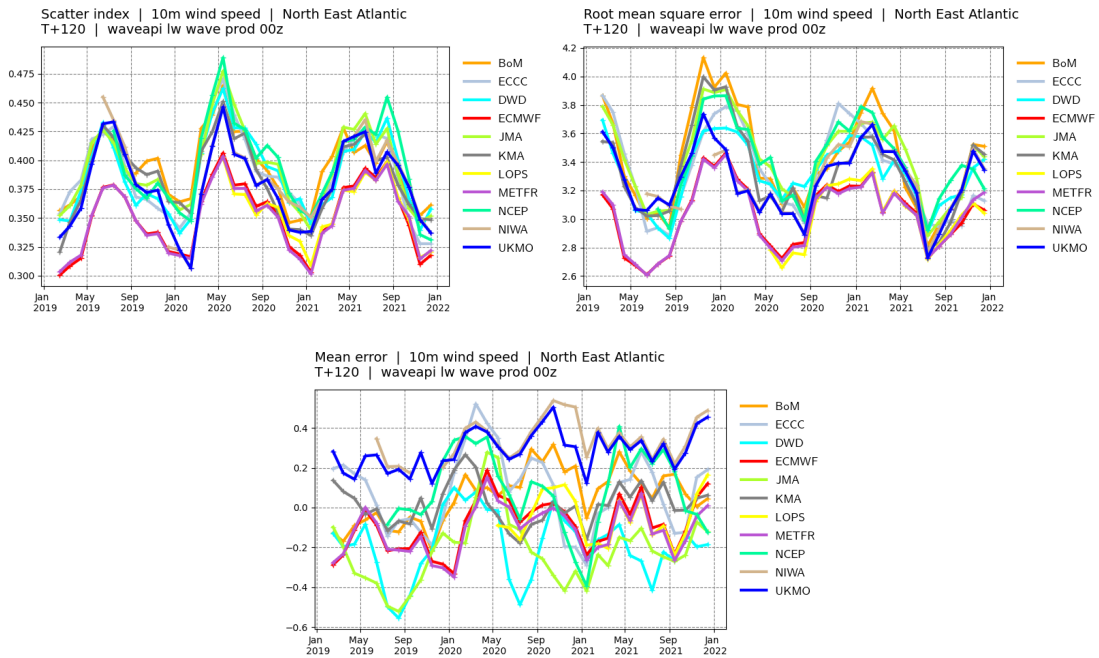 Scatter index | 10m wind speed | North East Atlantic
T+120 | waveapi lw wave prod 00z
0.475
0.450
0.425
0.400
0.375
0.350
0.325
0.300
Jan 2019
May 2019
Sep 2019
Jan 2020
May 2020
Sep 2020
Jan 2021
May 2021
Sep 2021
Jan 2022
BoM
ECCC
DWD
ECMWF
JMA
KMA
LOPS
METFR
NCEP
NIWA
UKMO
Root mean square error | 10m wind speed | North East Atlantic
T+120 | waveapi lw wave prod 00z
4.2
4.0
3.8
3.6
3.4
3.2
3.0
2.8
2.6
Jan 2019
May 2019
Sep 2019
Jan 2020
May 2020
Sep 2020
Jan 2021
May 2021
Sep 2021
Jan 2022
BoM
ECCC
DWD
ECMWF
JMA
KMA
LOPS
METFR
NCEP
NIWA
UKMO
Mean error | 10m wind speed | North East Atlantic
T+120 | waveapi lw wave prod 00z
0.4
0.2
0.0
−0.2
−0.4
−0.6
Jan 2019
May 2019
Sep 2019
Jan 2020
May 2020
Sep 2020
Jan 2021
May 2021
Sep 2021
Jan 2022
BoM
ECCC
DWD
ECMWF
JMA
KMA
LOPS
METFR
NCEP
NIWA
UKMO